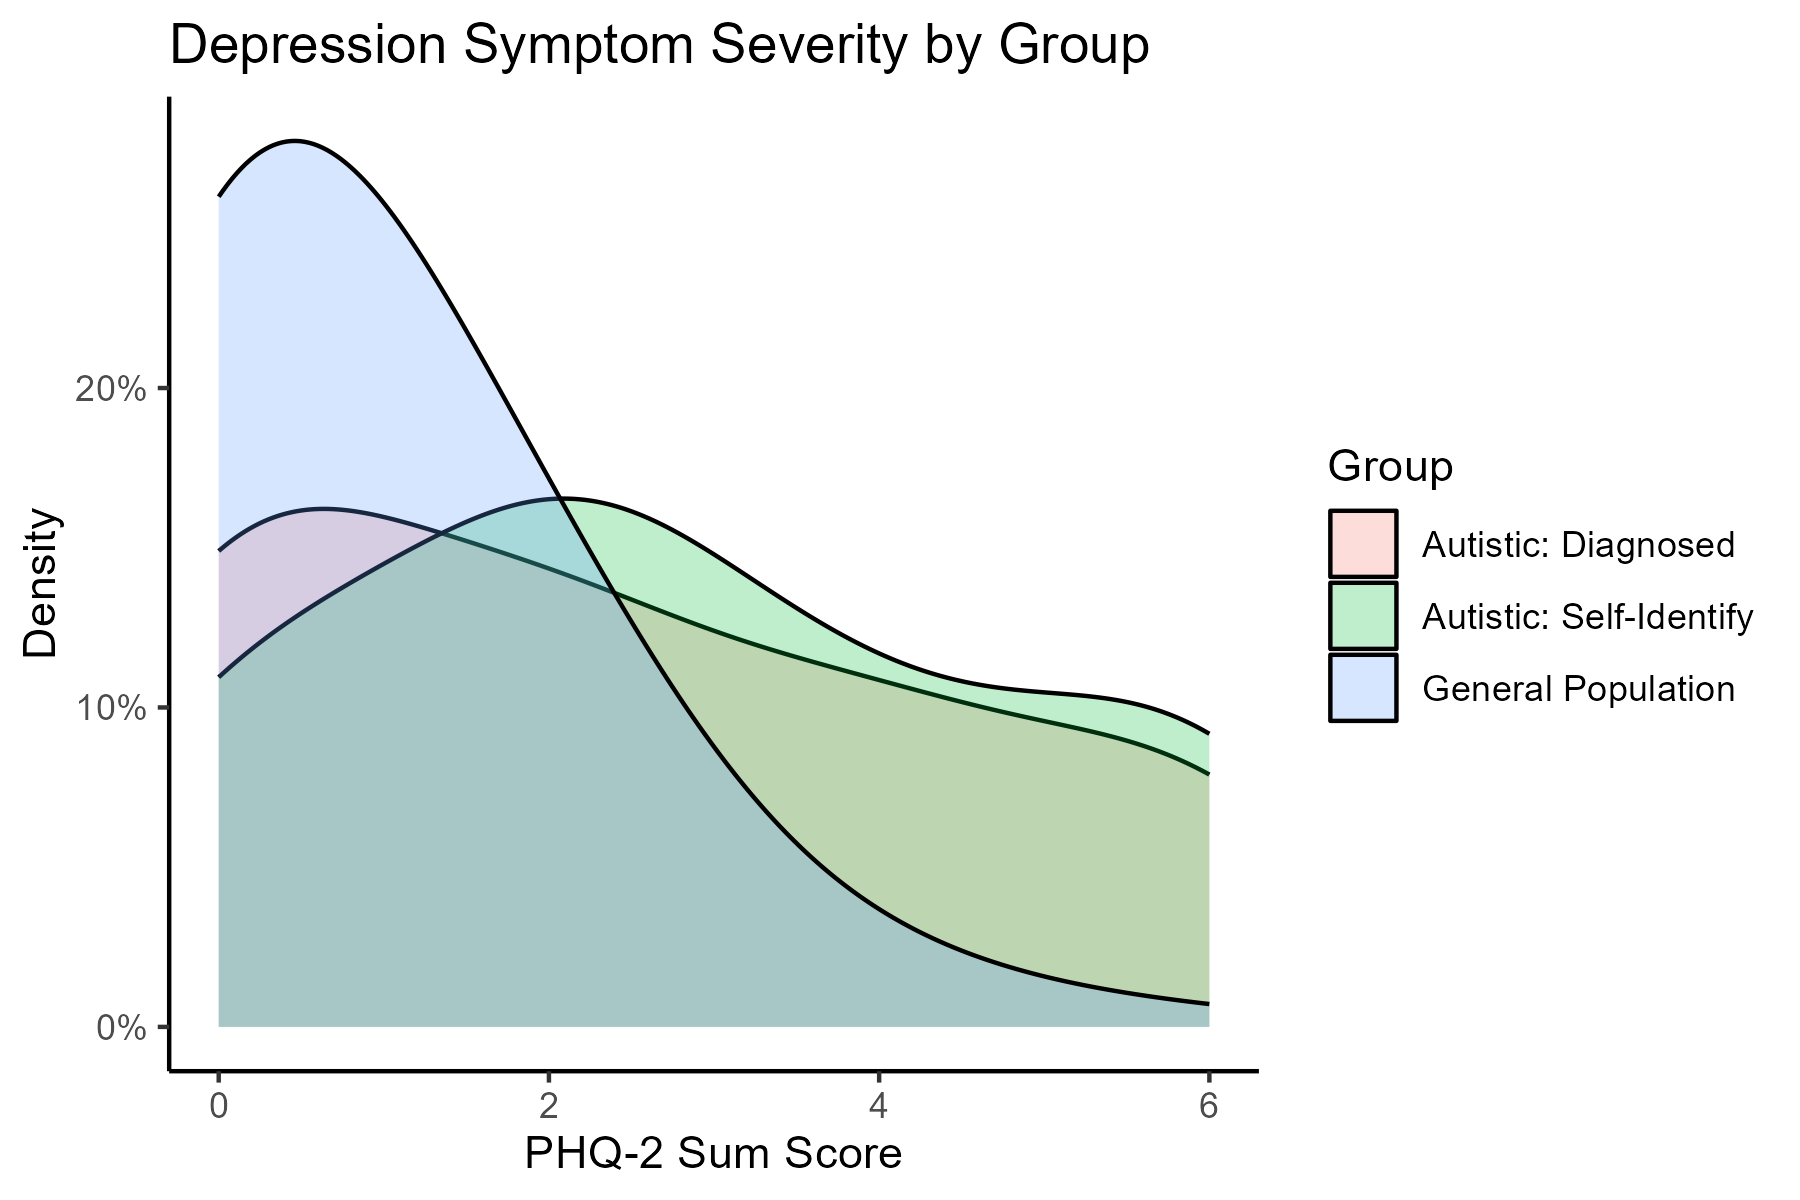 Depression Symptom Severity by Group
Density
20%
10%
0%
0
2
4
6
PHQ-2 Sum Score
Group
Autistic: Diagnosed
Autistic: Self-Identify
General Population